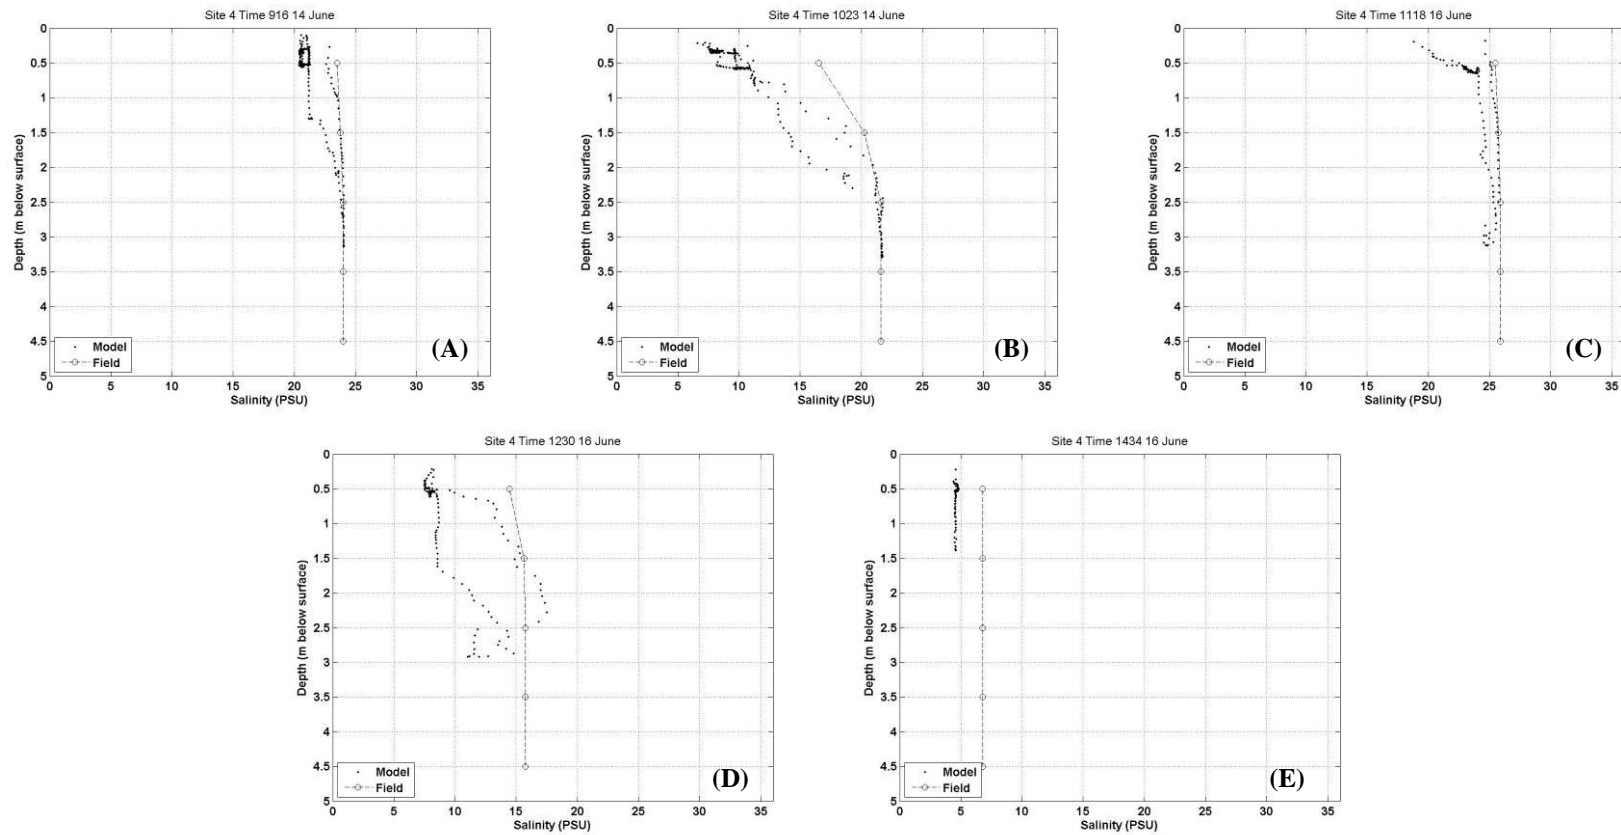 Site 4 Time 916 14 June
0
0.5
1
1.5
2
2.5
3
3.5
4
4.5
5
Depth (m below surface)
Model
Field
(A)
0 5 10 15 20 25 30 35
Salinity (PSU)
Site 4 Time 1023 14 June
0
0.5
1
1.5
2
2.5
3
3.5
4
4.5
5
Depth (m below surface)
Model
Field
(B)
0 5 10 15 20 25 30 35
Salinity (PSU)
Site 4 Time 1118 16 June
0
0.5
1
1.5
2
2.5
3
3.5
4
4.5
5
Depth (m below surface)
Model
Field
(C)
0 5 10 15 20 25 30 35
Salinity (PSU)
Site 4 Time 1230 16 June
0
0.5
1
1.5
2
2.5
3
3.5
4
4.5
5
Depth (m below surface)
Model
Field
(D)
0 5 10 15 20 25 30 35
Salinity (PSU)
Site 4 Time 1434 16 June
0
0.5
1
1.5
2
2.5
3
3.5
4
4.5
5
Depth (m below surface)
Model
Field
(E)
0 5 10 15 20 25 30 35
Salinity (PSU)